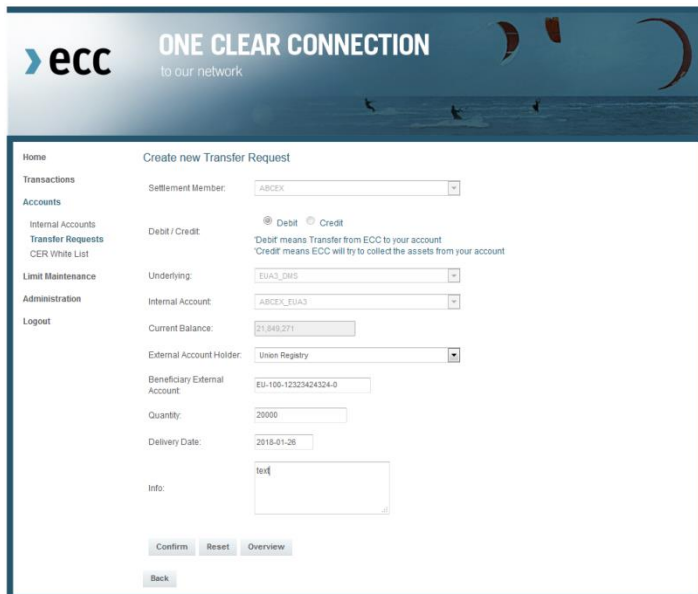 ecc
ONE CLEAR CONNECTION
to our network
Home
Transactions
Accounts
Internal Accounts
Transfer Requests
CER White List
Limit Maintenance
Administration
Logout
Create new Transfer Request
Settlement Member: ABCEX
Debit / Credit: Debit Credit
'Debit' means Transfer from ECC to your account
'Credit' means ECC will try to collect the assets from your account
Underlying: EUA3_DMS
Internal Account: ABCEX_EUA3
Current Balance: 21,849,271
External Account Holder: Union Registry
Beneficiary External
Account: EU-100-12323424324-0
Quantity: 20000
Delivery Date: 2018-01-26
Info: text
Confirm Reset Overview
Back